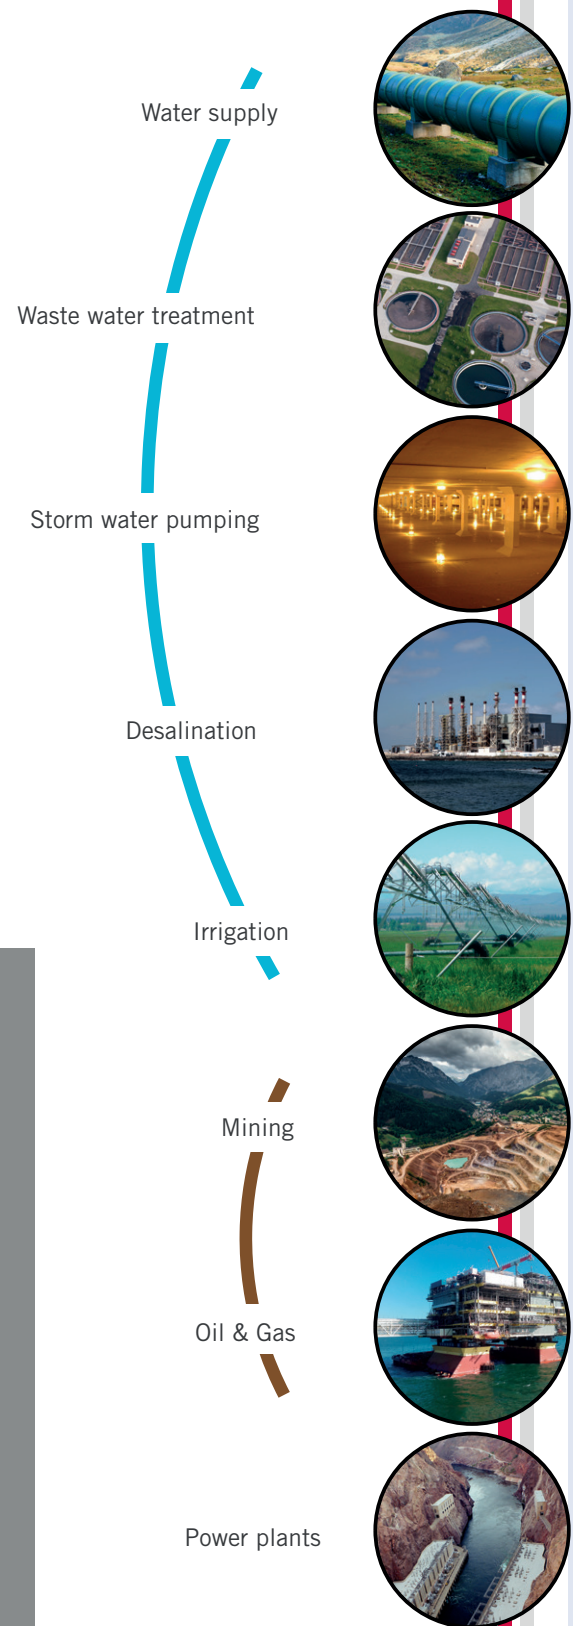 Water supply
Waste water treatment
Storm water pumping
Desalination
Irrigation
Mining
Oil & Gas
Power plants